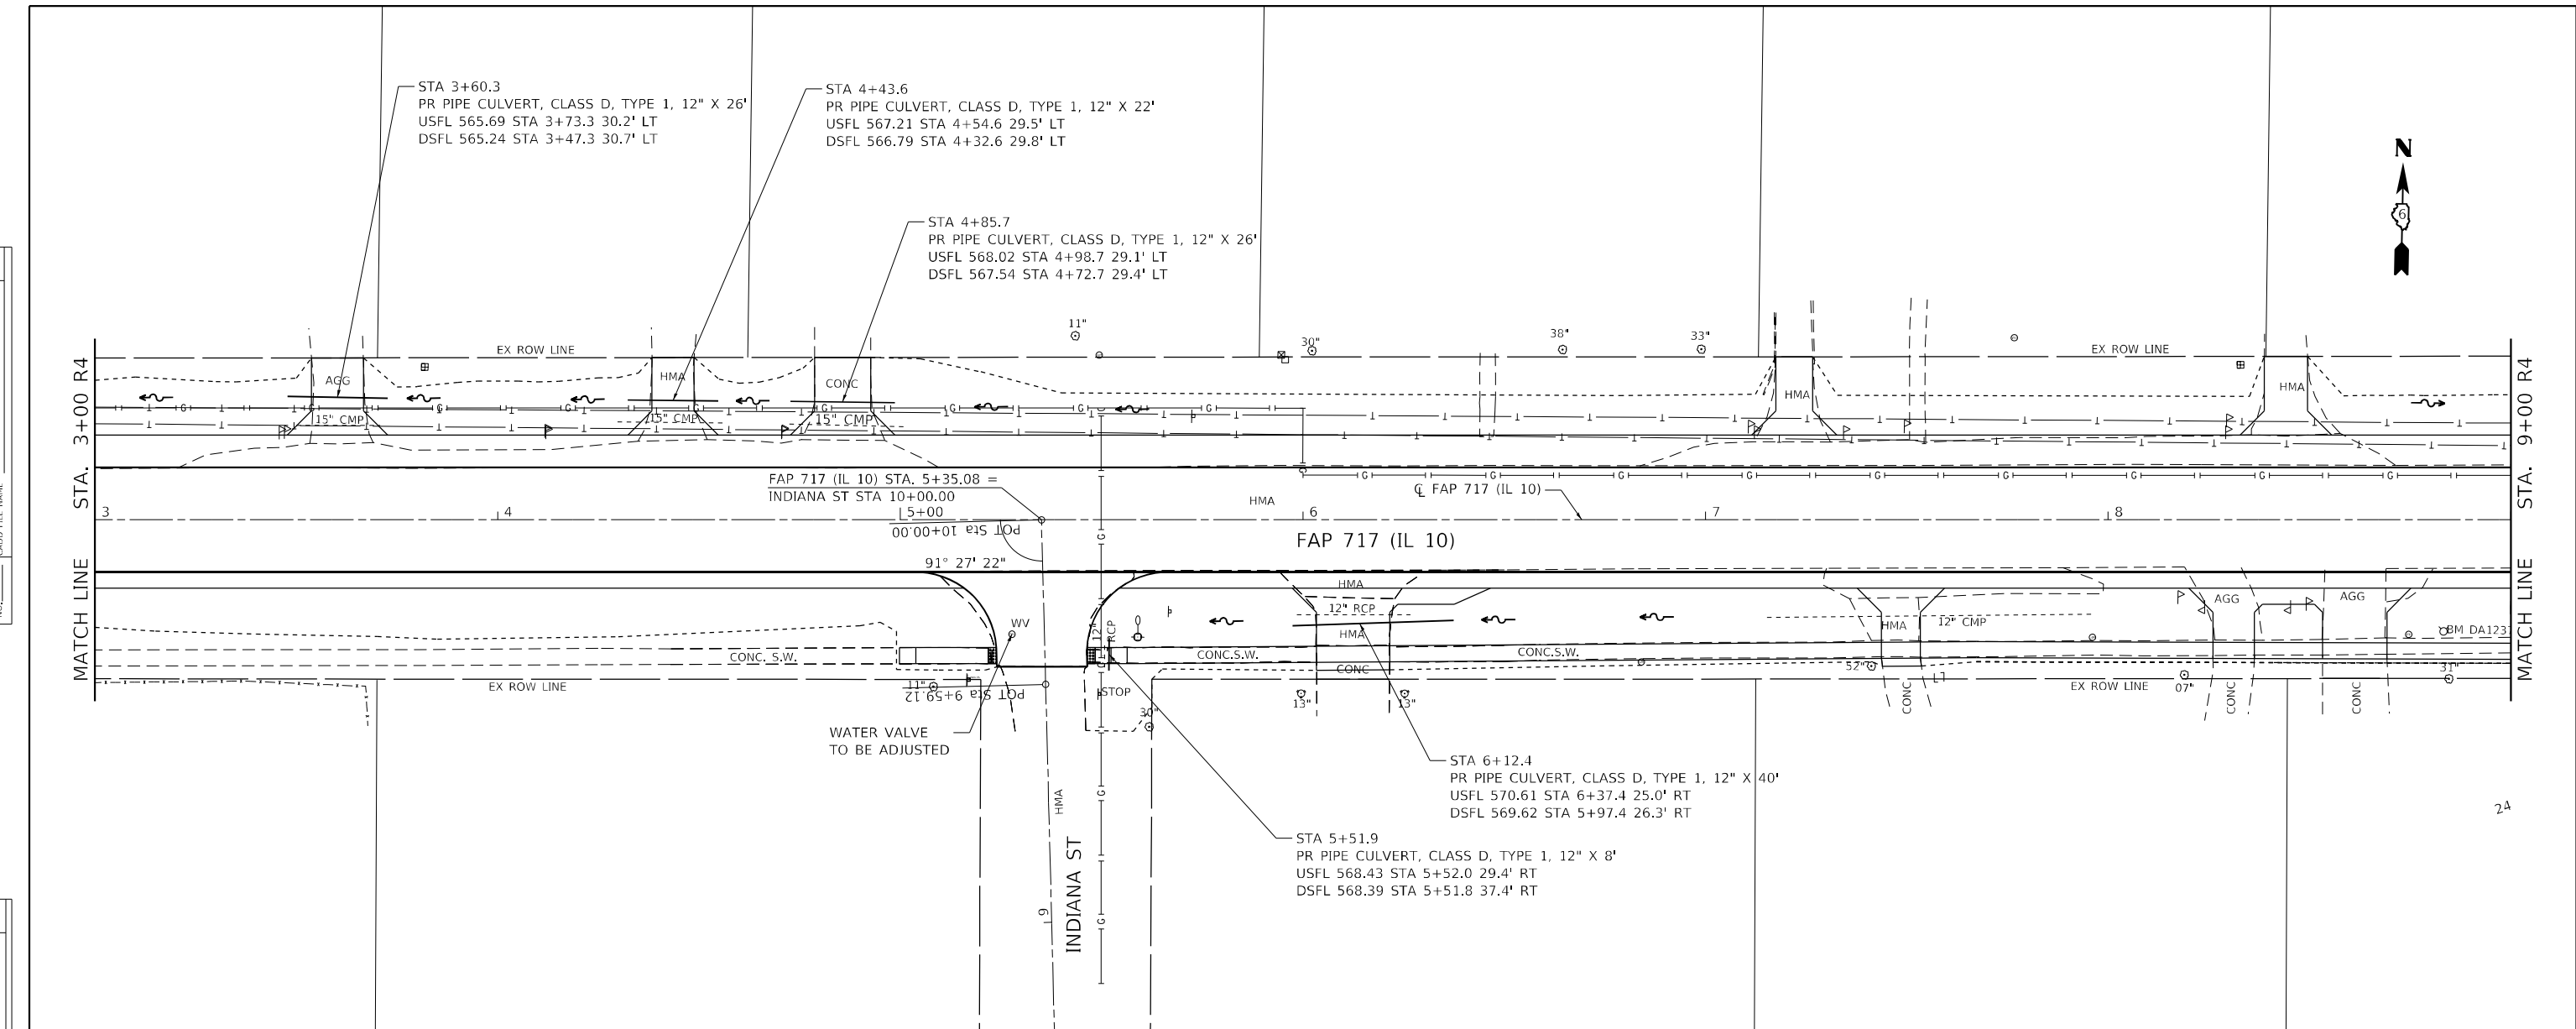 STA 3+60.3
PR PIPE CULVERT, CLASS D, TYPE 1, 12" X 26'
USFL 565.69 STA 3+73.3 30.2' LT
DSFL 565.24 STA 3+47.3 30.7' LT
STA 4+43.6
PR PIPE CULVERT, CLASS D, TYPE 1, 12" X 22'
USFL 567.21 STA 4+54.6 29.5' LT
DSFL 566.79 STA 4+32.6 29.8' LT
STA 4+85.7
PR PIPE CULVERT, CLASS D, TYPE 1, 12" X 26'
USFL 568.02 STA 4+98.7 29.1' LT
DSFL 567.54 STA 4+72.7 29.4' LT
N
6
11"
30"
38"
33"
EX ROW LINE
EX ROW LINE
AGG
HMA
CONC
HMA
HMA
G G G G G G G
15" CMP
15" CMP
15" CMP
G G G G G G G G G
MATCH LINE STA. 3+00 R4
MATCH LINE STA. 9+00 R4
FAP 717 (IL 10) STA. 5+35.08 =
INDIANA ST STA 10+00.00
HMA
℄ FAP 717 (IL 10)
3
4
5+00
6
7
8
POT Sta 10+00.00
FAP 717 (IL 10)
91° 27' 22"
HMA
12" RCP
HMA
CONC
WV
12" RCP
0
HMA
12" CMP
AGG
AGG
BM DA123
CONC. S.W.
CONC.S.W.
CONC.S.W.
EX ROW LINE
11"
POT Sta 9+59.12
STOP
30"
13"
13"
52"
CONC
EX ROW LINE
07"
CONC
CONC
31"
WATER VALVE
TO BE ADJUSTED
HMA
STA 6+12.4
PR PIPE CULVERT, CLASS D, TYPE 1, 12" X 40'
USFL 570.61 STA 6+37.4 25.0' RT
DSFL 569.62 STA 5+97.4 26.3' RT
24
STA 5+51.9
PR PIPE CULVERT, CLASS D, TYPE 1, 12" X 8'
USFL 568.43 STA 5+52.0 29.4' RT
DSFL 568.39 STA 5+51.8 37.4' RT
9
INDIANA ST
G G G G G